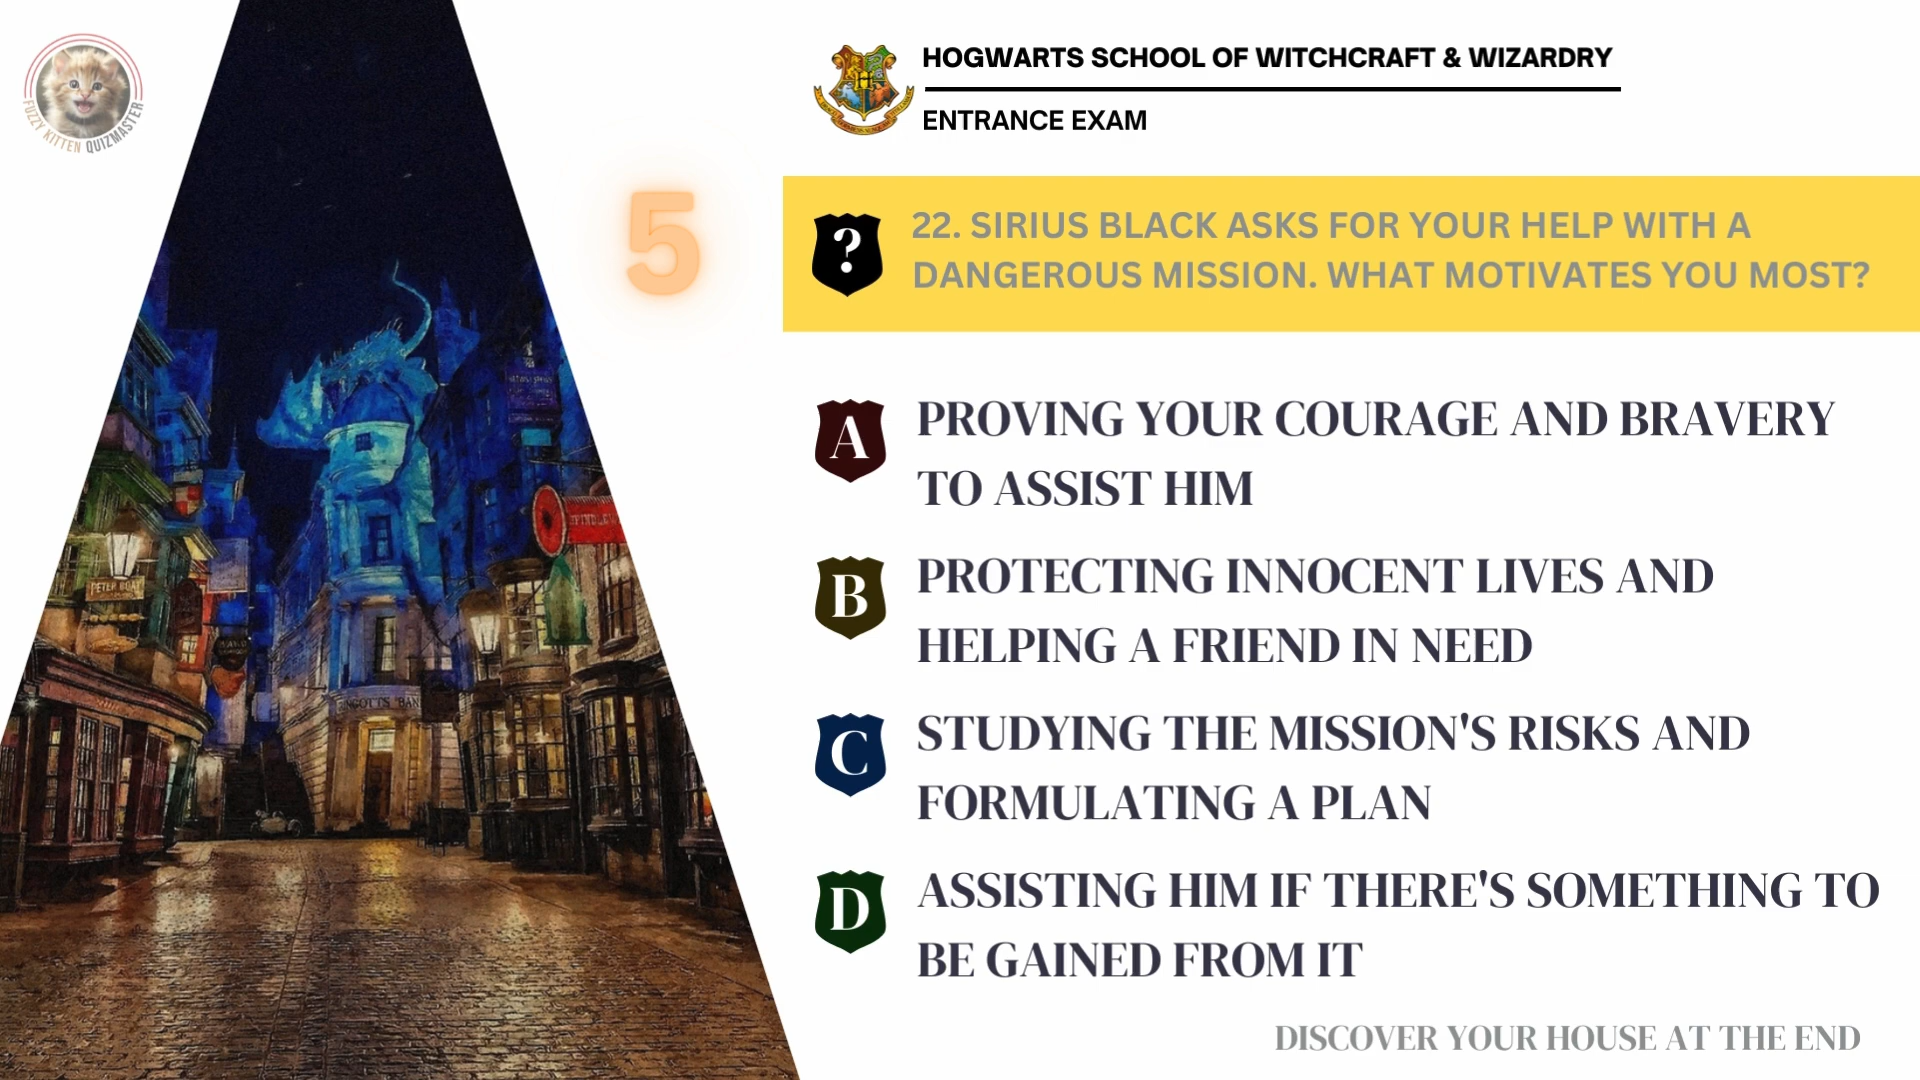 FUZZY KITTEN QUIZMASTER
HOGWARTS SCHOOL OF WITCHCRAFT & WIZARDRY
ENTRANCE EXAM
5
?
22. SIRIUS BLACK ASKS FOR YOUR HELP WITH A
DANGEROUS MISSION. WHAT MOTIVATES YOU MOST?
A
PROVING YOUR COURAGE AND BRAVERY
TO ASSIST HIM
B
PROTECTING INNOCENT LIVES AND
HELPING A FRIEND IN NEED
C
STUDYING THE MISSION'S RISKS AND
FORMULATING A PLAN
D
ASSISTING HIM IF THERE'S SOMETHING TO
BE GAINED FROM IT
DISCOVER YOUR HOUSE AT THE END